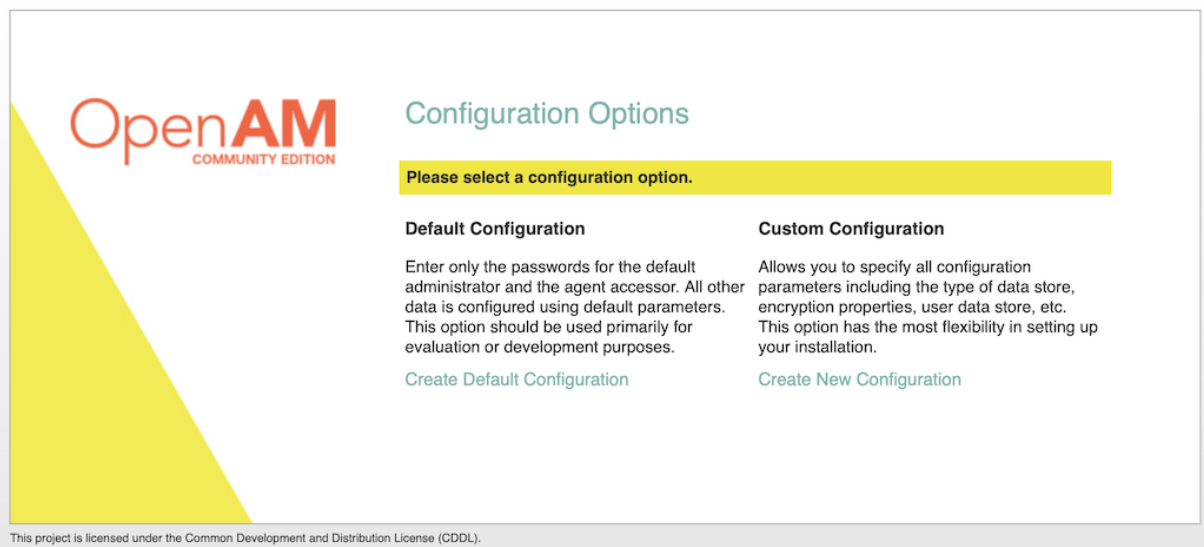 OpenAM
COMMUNITY EDITION
Configuration Options
Please select a configuration option.
Default Configuration
Enter only the passwords for the default
administrator and the agent accessor. All other
data is configured using default parameters.
This option should be used primarily for
evaluation or development purposes.
Create Default Configuration
Custom Configuration
Allows you to specify all configuration
parameters including the type of data store,
encryption properties, user data store, etc.
This option has the most flexibility in setting up
your installation.
Create New Configuration
This project is licensed under the Common Development and Distribution License (CDDL).